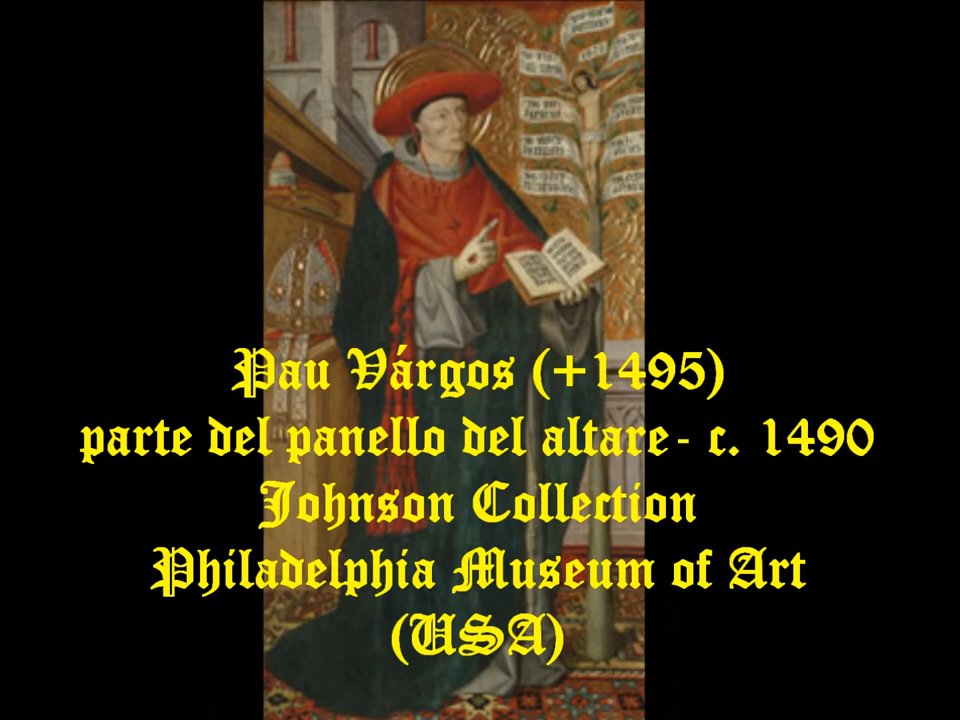 Pau Várgos (+1495)
parte del panello del altare - c. 1490
Johnson Collection
Philadelphia Museum of Art
(USA)